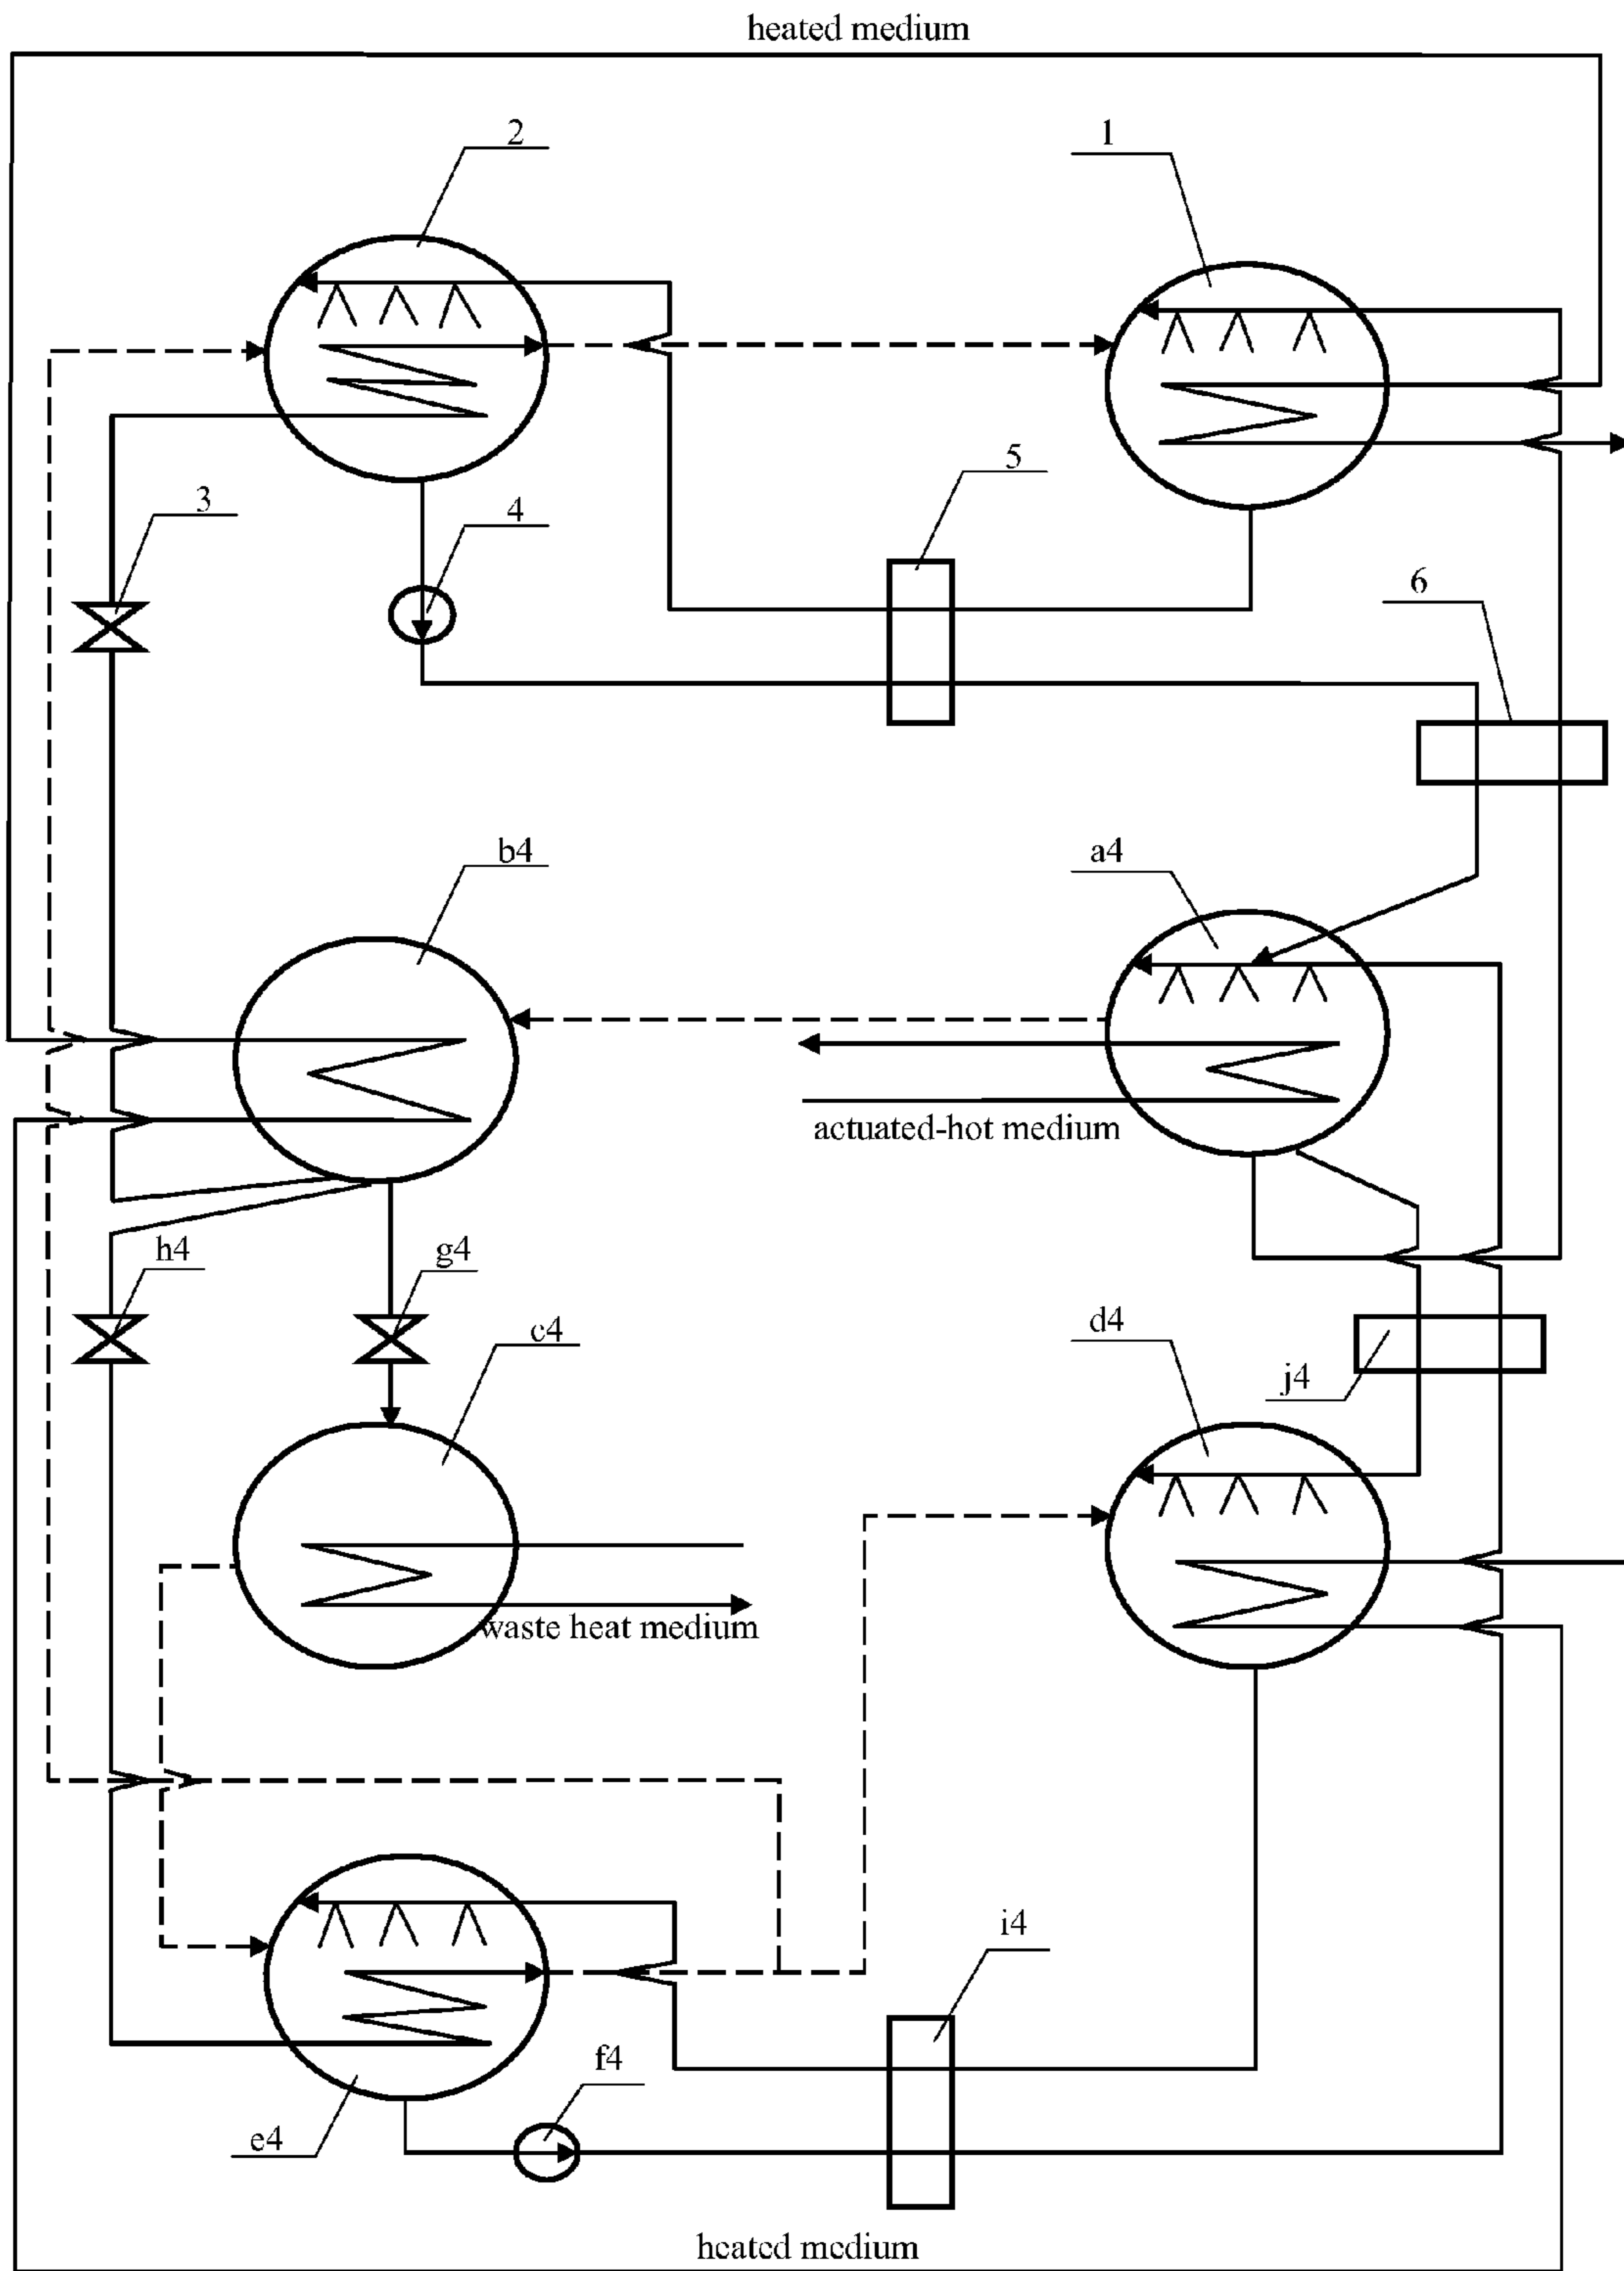 heated medium
2
1
3
4
5
6
b4
a4
actuated-hot medium
h4
g4
c4
d4
j4
waste heat medium
i4
f4
e4
heated medium